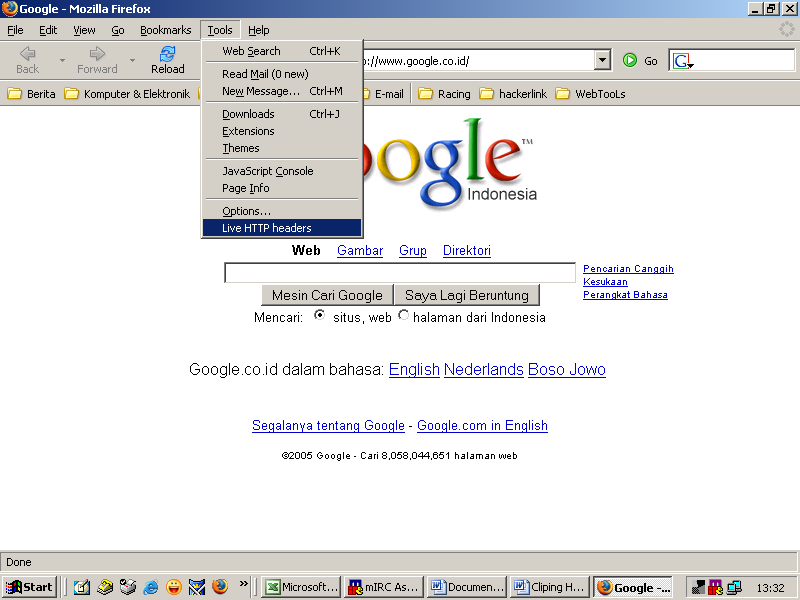 Google - Mozilla Firefox
File Edit View Go Bookmarks Tools Help
Back Forward Reload ://www.google.co.id/ Go G
Berita Komputer & Elektronik E-mail Racing hackerlink WebTooLs
Web Search Ctrl+K
Read Mail (0 new)
New Message... Ctrl+M
Downloads Ctrl+J
Extensions
Themes
JavaScript Console
Page Info
Options...
Live HTTP headers
oogle™
Indonesia
Web Gambar Grup Direktori
Pencarian Canggih
Kesukaan
Perangkat Bahasa
Mesin Cari Google Saya Lagi Beruntung
Mencari: situs, web halaman dari Indonesia
Google.co.id dalam bahasa: English Nederlands Boso Jowo
Segalanya tentang Google - Google.com in English
©2005 Google - Cari 8,058,044,651 halaman web
Done
Start » Microsoft... mIRC As... Documen... Cliping H... Google -... 13:32